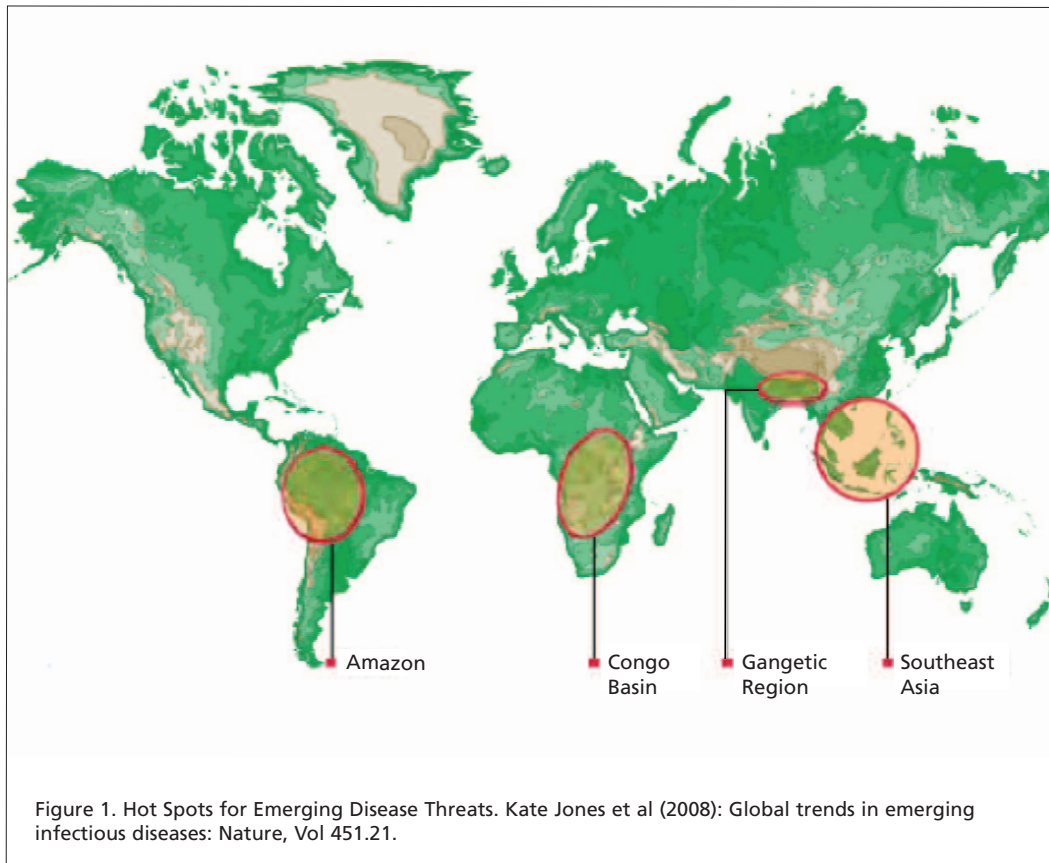 Amazon
Congo
Basin
Gangetic
Region
Southeast
Asia
Figure 1. Hot Spots for Emerging Disease Threats. Kate Jones et al (2008): Global trends in emerging
infectious diseases: Nature, Vol 451.21.